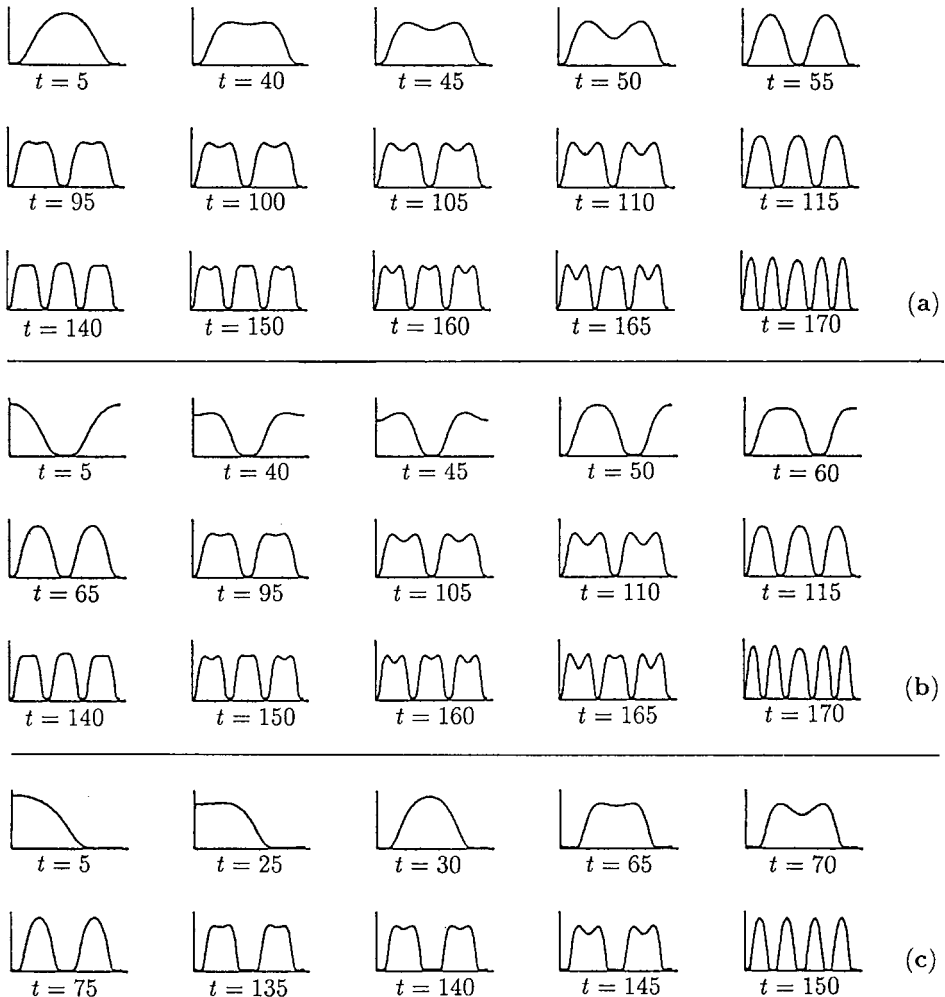 t = 5 t = 40 t = 45 t = 50 t = 55
t = 95 t = 100 t = 105 t = 110 t = 115
t = 140 t = 150 t = 160 t = 165 t = 170 (a)
t = 5 t = 40 t = 45 t = 50 t = 60
t = 65 t = 95 t = 105 t = 110 t = 115
t = 140 t = 150 t = 160 t = 165 t = 170 (b)
t = 5 t = 25 t = 30 t = 65 t = 70
t = 75 t = 135 t = 140 t = 145 t = 150 (c)